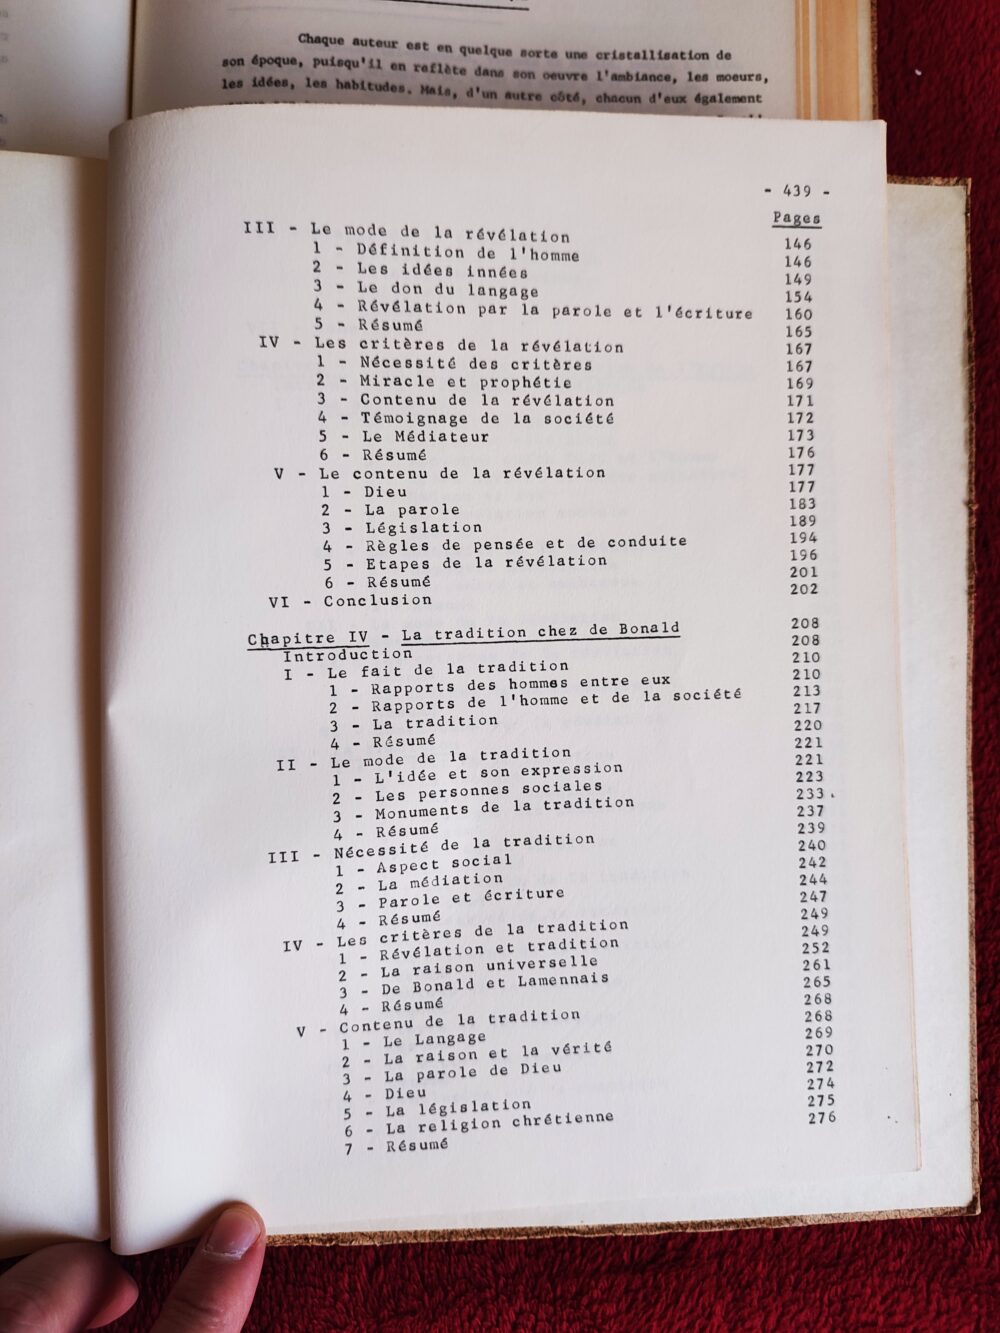 Chaque auteur est en quelque sorte une cristallisation de
son époque, puisqu'il en reflète dans son oeuvre l'ambiance, les moeurs,
les idées, les habitudes. Mais, d'un autre côté, chacun d'eux également
- 439 -
Pages
III - Le mode de la révélation 146
1 - Définition de l'homme 146
2 - Les idées innées 149
3 - Le don du langage 154
4 - Révélation par la parole et l'écriture 160
5 - Résumé 165
IV - Les critères de la révélation 167
1 - Nécessité des critères 167
2 - Miracle et prophétie 169
3 - Contenu de la révélation 171
4 - Témoignage de la société 172
5 - Le Médiateur 173
6 - Résumé 176
V - Le contenu de la révélation 177
1 - Dieu 177
2 - La parole 183
3 - Législation 189
4 - Règles de pensée et de conduite 194
5 - Etapes de la révélation 196
6 - Résumé 201
VI - Conclusion 202
Chapitre IV - La tradition chez de Bonald 208
Introduction 208
I - Le fait de la tradition 210
1 - Rapports des hommes entre eux 210
2 - Rapports de l'homme et de la société 213
3 - La tradition 217
4 - Résumé 220
II - Le mode de la tradition 221
1 - L'idée et son expression 221
2 - Les personnes sociales 223
3 - Monuments de la tradition 233
4 - Résumé 237
III - Nécessité de la tradition 239
1 - Aspect social 240
2 - La médiation 242
3 - Parole et écriture 244
4 - Résumé 247
IV - Les critères de la tradition 249
1 - Révélation et tradition 249
2 - La raison universelle 252
3 - De Bonald et Lamennais 261
4 - Résumé 265
V - Contenu de la tradition 268
1 - Le Langage 268
2 - La raison et la vérité 269
3 - La parole de Dieu 270
4 - Dieu 272
5 - La législation 274
6 - La religion chrétienne 275
7 - Résumé 276